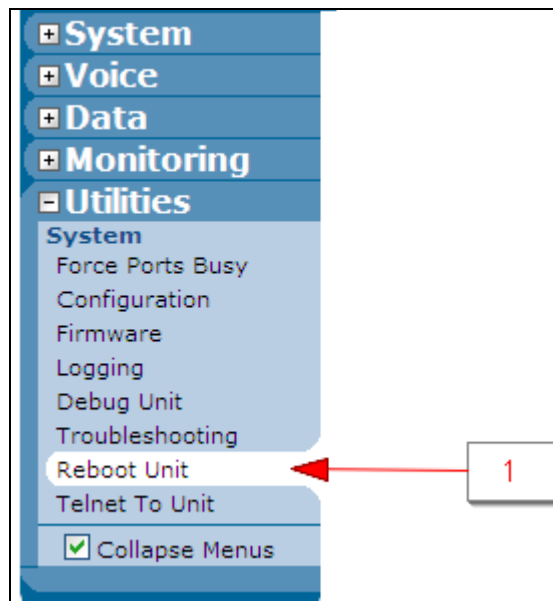 System
Voice
Data
Monitoring
Utilities
System
Force Ports Busy
Configuration
Firmware
Logging
Debug Unit
Troubleshooting
Reboot Unit
1
Telnet To Unit
Collapse Menus